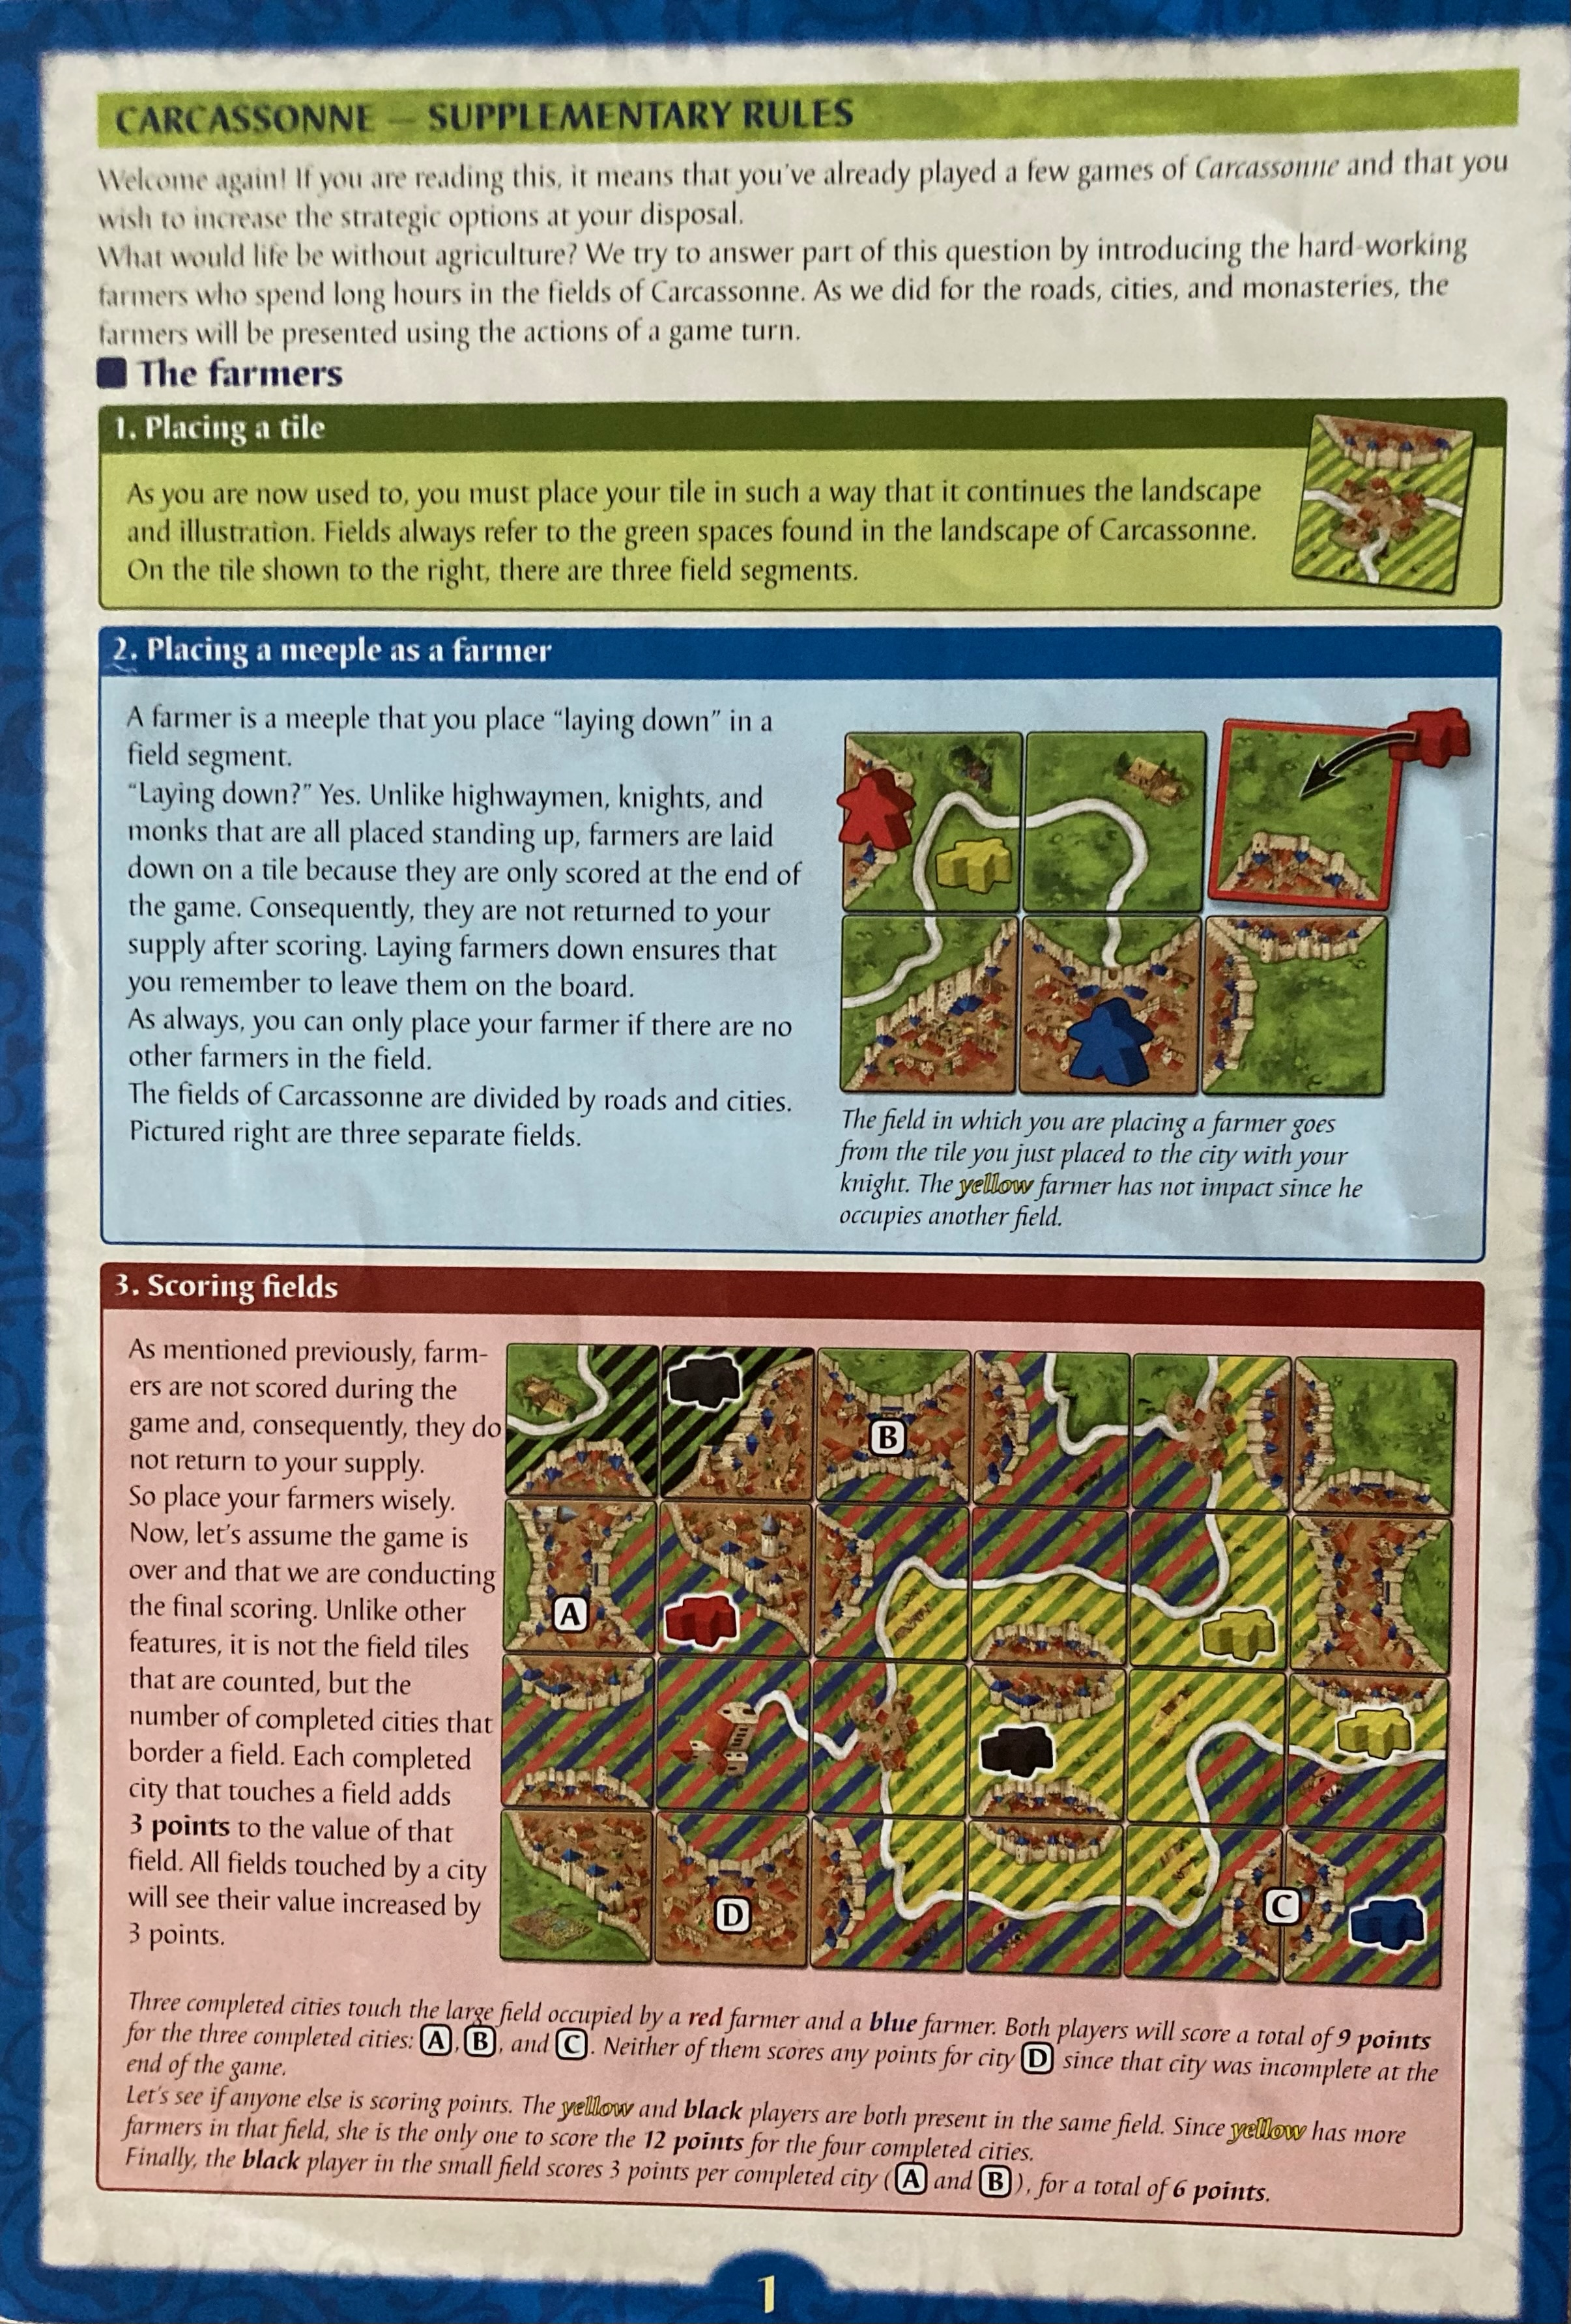 CARCASSONNE — SUPPLEMENTARY RULES
Welcome again! If you are reading this, it means that you've already played a few games of Carcassonne and that you
wish to increase the strategic options at your disposal.
What would life be without agriculture? We try to answer part of this question by introducing the hard-working
farmers who spend long hours in the fields of Carcassonne. As we did for the roads, cities, and monasteries, the
farmers will be presented using the actions of a game turn.
The farmers
1. Placing a tile
As you are now used to, you must place your tile in such a way that it continues the landscape
and illustration. Fields always refer to the green spaces found in the landscape of Carcassonne.
On the tile shown to the right, there are three field segments.
2. Placing a meeple as a farmer
A farmer is a meeple that you place “laying down” in a
field segment.
“Laying down?” Yes. Unlike highwaymen, knights, and
monks that are all placed standing up, farmers are laid
down on a tile because they are only scored at the end of
the game. Consequently, they are not returned to your
supply after scoring. Laying farmers down ensures that
you remember to leave them on the board.
As always, you can only place your farmer if there are no
other farmers in the field.
The fields of Carcassonne are divided by roads and cities.
Pictured right are three separate fields.
The field in which you are placing a farmer goes
from the tile you just placed to the city with your
knight. The yellow farmer has not impact since he
occupies another field.
3. Scoring fields
As mentioned previously, farm-
ers are not scored during the
game and, consequently, they do
not return to your supply.
So place your farmers wisely.
Now, let's assume the game is
over and that we are conducting
the final scoring. Unlike other
features, it is not the field tiles
that are counted, but the
number of completed cities that
border a field. Each completed
city that touches a field adds
3 points to the value of that
field. All fields touched by a city
will see their value increased by
3 points.
B
A
D
C
Three completed cities touch the large field occupied by a red farmer and a blue farmer. Both players will score a total of 9 points
for the three completed cities: A, B, and C. Neither of them scores any points for city D since that city was incomplete at the
end of the game.
Let's see if anyone else is scoring points. The yellow and black players are both present in the same field. Since yellow has more
farmers in that field, she is the only one to score the 12 points for the four completed cities.
Finally, the black player in the small field scores 3 points per completed city (A and B), for a total of 6 points.
1